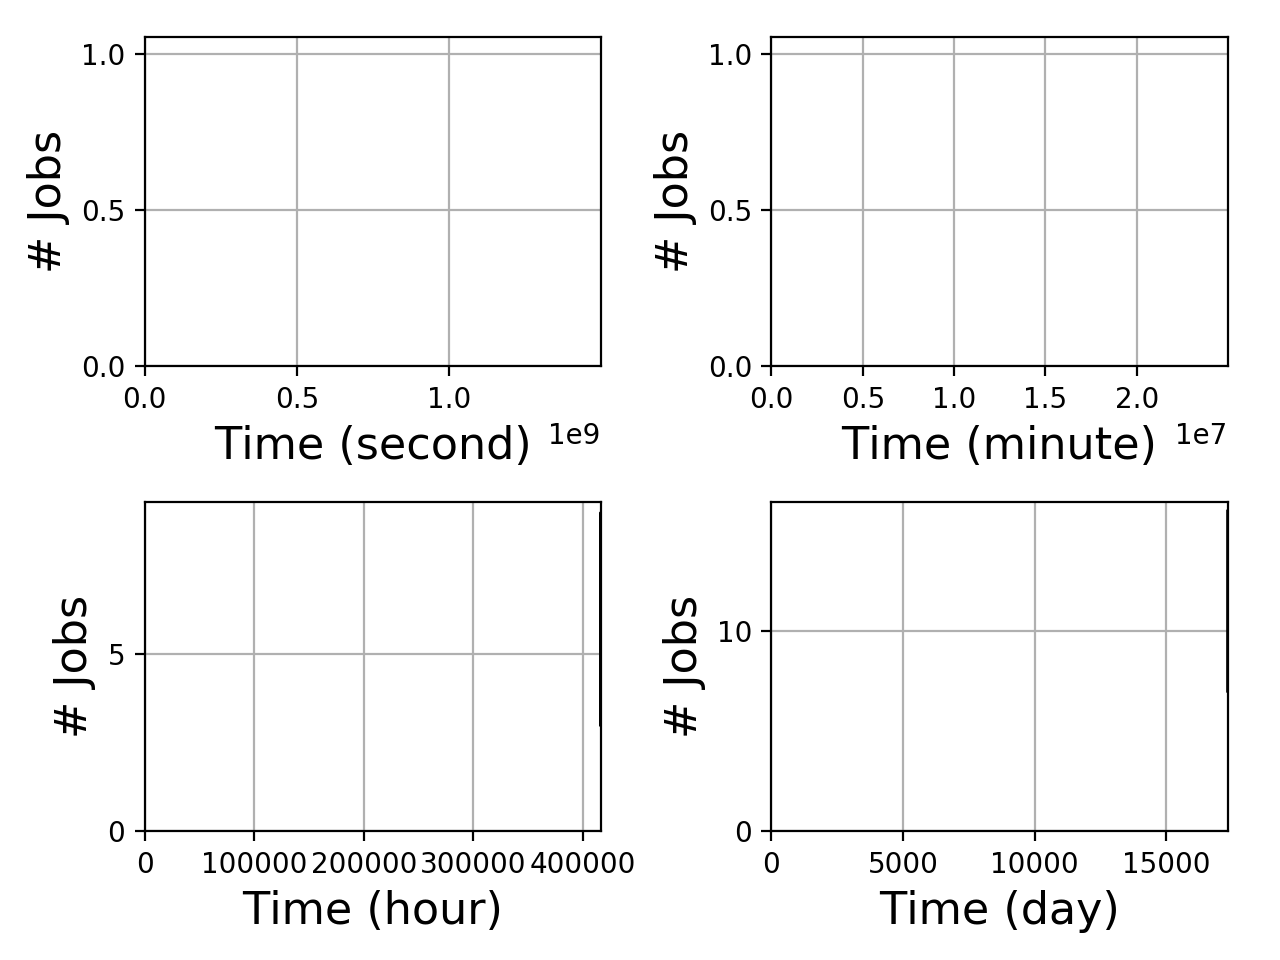 1.0
0.5
0.0
# Jobs
0.0 0.5 1.0
Time (second) 1e9
1.0
0.5
0.0
# Jobs
0.0 0.5 1.0 1.5 2.0
Time (minute) 1e7
5
0
# Jobs
0 100000 200000 300000 400000
Time (hour)
10
0
# Jobs
0 5000 10000 15000
Time (day)